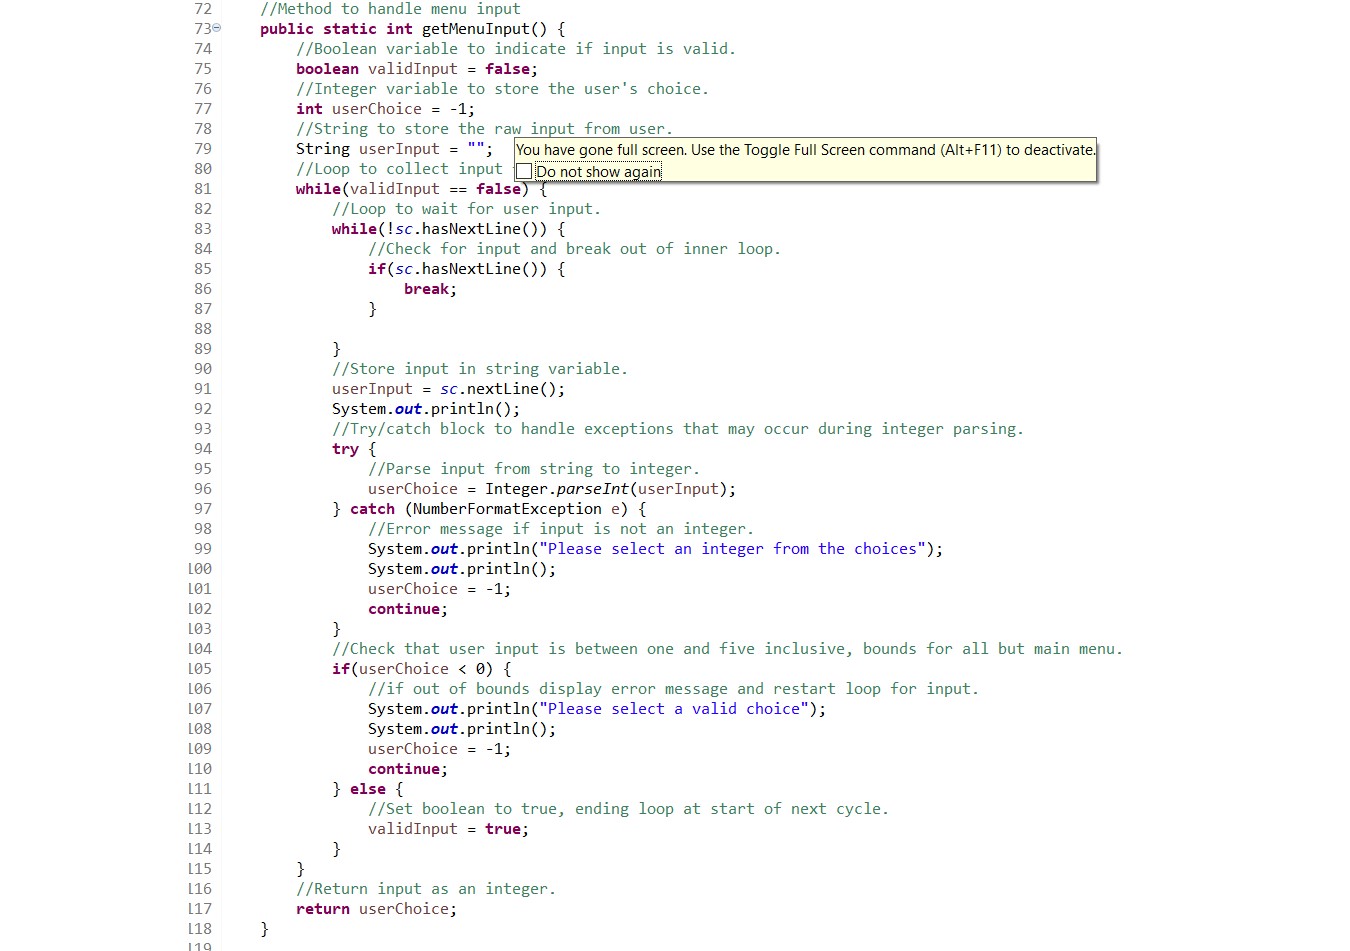 72 //Method to handle menu input
73 public static int getMenuInput() {
74 //Boolean variable to indicate if input is valid.
75 boolean validInput = false;
76 //Integer variable to store the user's choice.
77 int userChoice = -1;
78 //String to store the raw input from user.
79 String userInput = "";
You have gone full screen. Use the Toggle Full Screen command (Alt+F11) to deactivate.
80 //Loop to collect input
Do not show again
81 while(validInput == false) {
82 //Loop to wait for user input.
83 while(!sc.hasNextLine()) {
84 //Check for input and break out of inner loop.
85 if(sc.hasNextLine()) {
86 break;
87 }
88
89 }
90 //Store input in string variable.
91 userInput = sc.nextLine();
92 System.out.println();
93 //Try/catch block to handle exceptions that may occur during integer parsing.
94 try {
95 //Parse input from string to integer.
96 userChoice = Integer.parseInt(userInput);
97 } catch (NumberFormatException e) {
98 //Error message if input is not an integer.
99 System.out.println("Please select an integer from the choices");
100 System.out.println();
101 userChoice = -1;
102 continue;
103 }
104 //Check that user input is between one and five inclusive, bounds for all but main menu.
105 if(userChoice < 0) {
106 //if out of bounds display error message and restart loop for input.
107 System.out.println("Please select a valid choice");
108 System.out.println();
109 userChoice = -1;
110 continue;
111 } else {
112 //Set boolean to true, ending loop at start of next cycle.
113 validInput = true;
114 }
115 }
116 //Return input as an integer.
117 return userChoice;
118 }
119